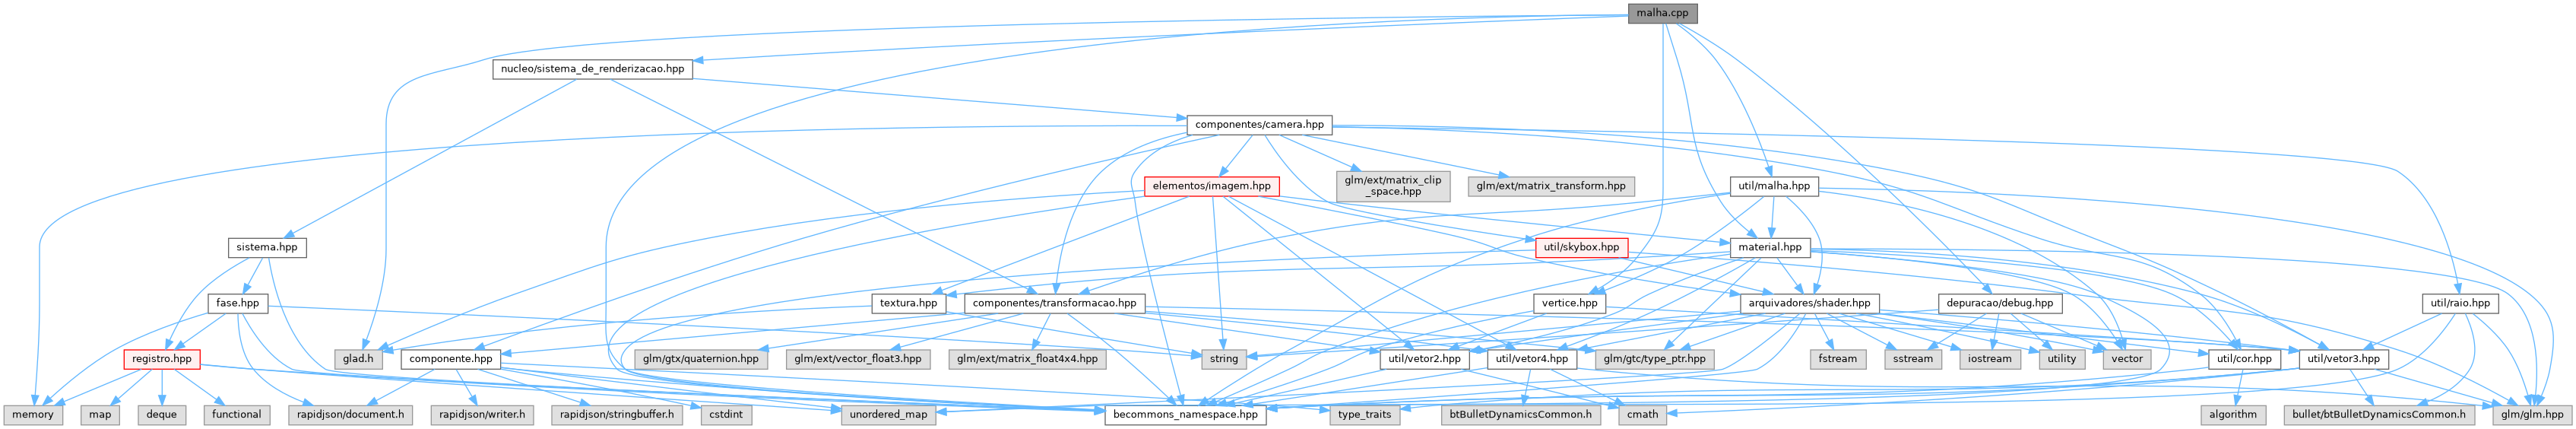 malha.cpp
nucleo/sistema_de_renderizacao.hpp
componentes/camera.hpp
elementos/imagem.hpp
glm/ext/matrix_clip
_space.hpp
glm/ext/matrix_transform.hpp
util/malha.hpp
sistema.hpp
util/skybox.hpp
material.hpp
fase.hpp
textura.hpp
componentes/transformacao.hpp
vertice.hpp
arquivadores/shader.hpp
depuracao/debug.hpp
util/raio.hpp
registro.hpp
glad.h
componente.hpp
glm/gtx/quaternion.hpp
glm/ext/vector_float3.hpp
glm/ext/matrix_float4x4.hpp
string
util/vetor2.hpp
util/vetor4.hpp
glm/gtc/type_ptr.hpp
fstream
sstream
iostream
utility
vector
util/cor.hpp
util/vetor3.hpp
memory
map
deque
functional
rapidjson/document.h
rapidjson/writer.h
rapidjson/stringbuffer.h
cstdint
unordered_map
becommons_namespace.hpp
type_traits
btBulletDynamicsCommon.h
cmath
algorithm
bullet/btBulletDynamicsCommon.h
glm/glm.hpp